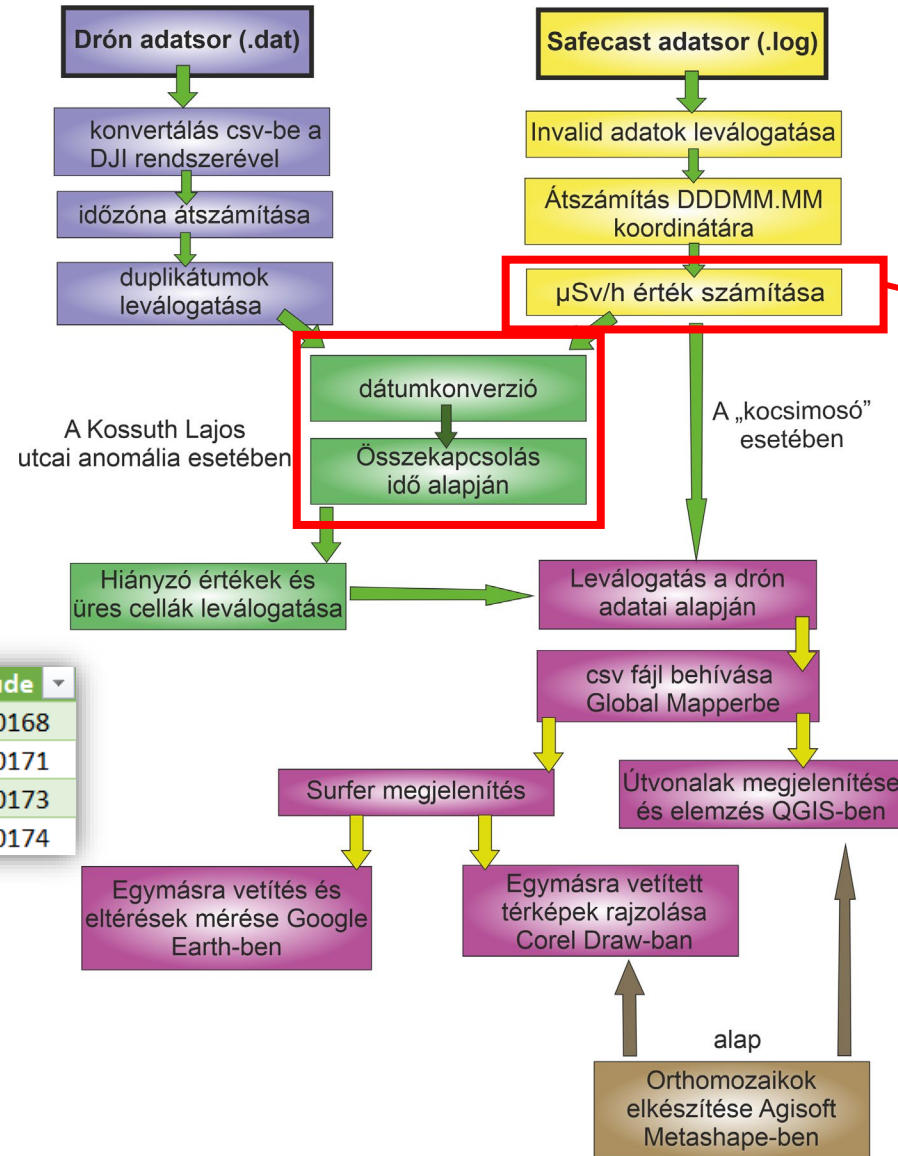 Drón adatsor (.dat)
Safecast adatsor (.log)
konvertálás csv-be a
DJI rendszerével
Invalid adatok leválogatása
időzóna átszámítása
Átszámítás DDDMM.MM
koordinátára
duplikátumok
leválogatása
µSv/h érték számítása
dátumkonverzió
A Kossuth Lajos
utcai anomália esetében
A „kocsimosó”
esetében
Összekapcsolás
idő alapján
Hiányzó értékek és
üres cellák leválogatása
Leválogatás a drón
adatai alapján
ude
0168
0171
0173
0174
csv fájl behívása
Global Mapperbe
Surfer megjelenítés
Útvonalak megjelenítése
és elemzés QGIS-ben
Egymásra vetítés és
eltérések mérése Google
Earth-ben
Egymásra vetített
térképek rajzolása
Corel Draw-ban
alap
Orthomozaikok
elkészítése Agisoft
Metashape-ben